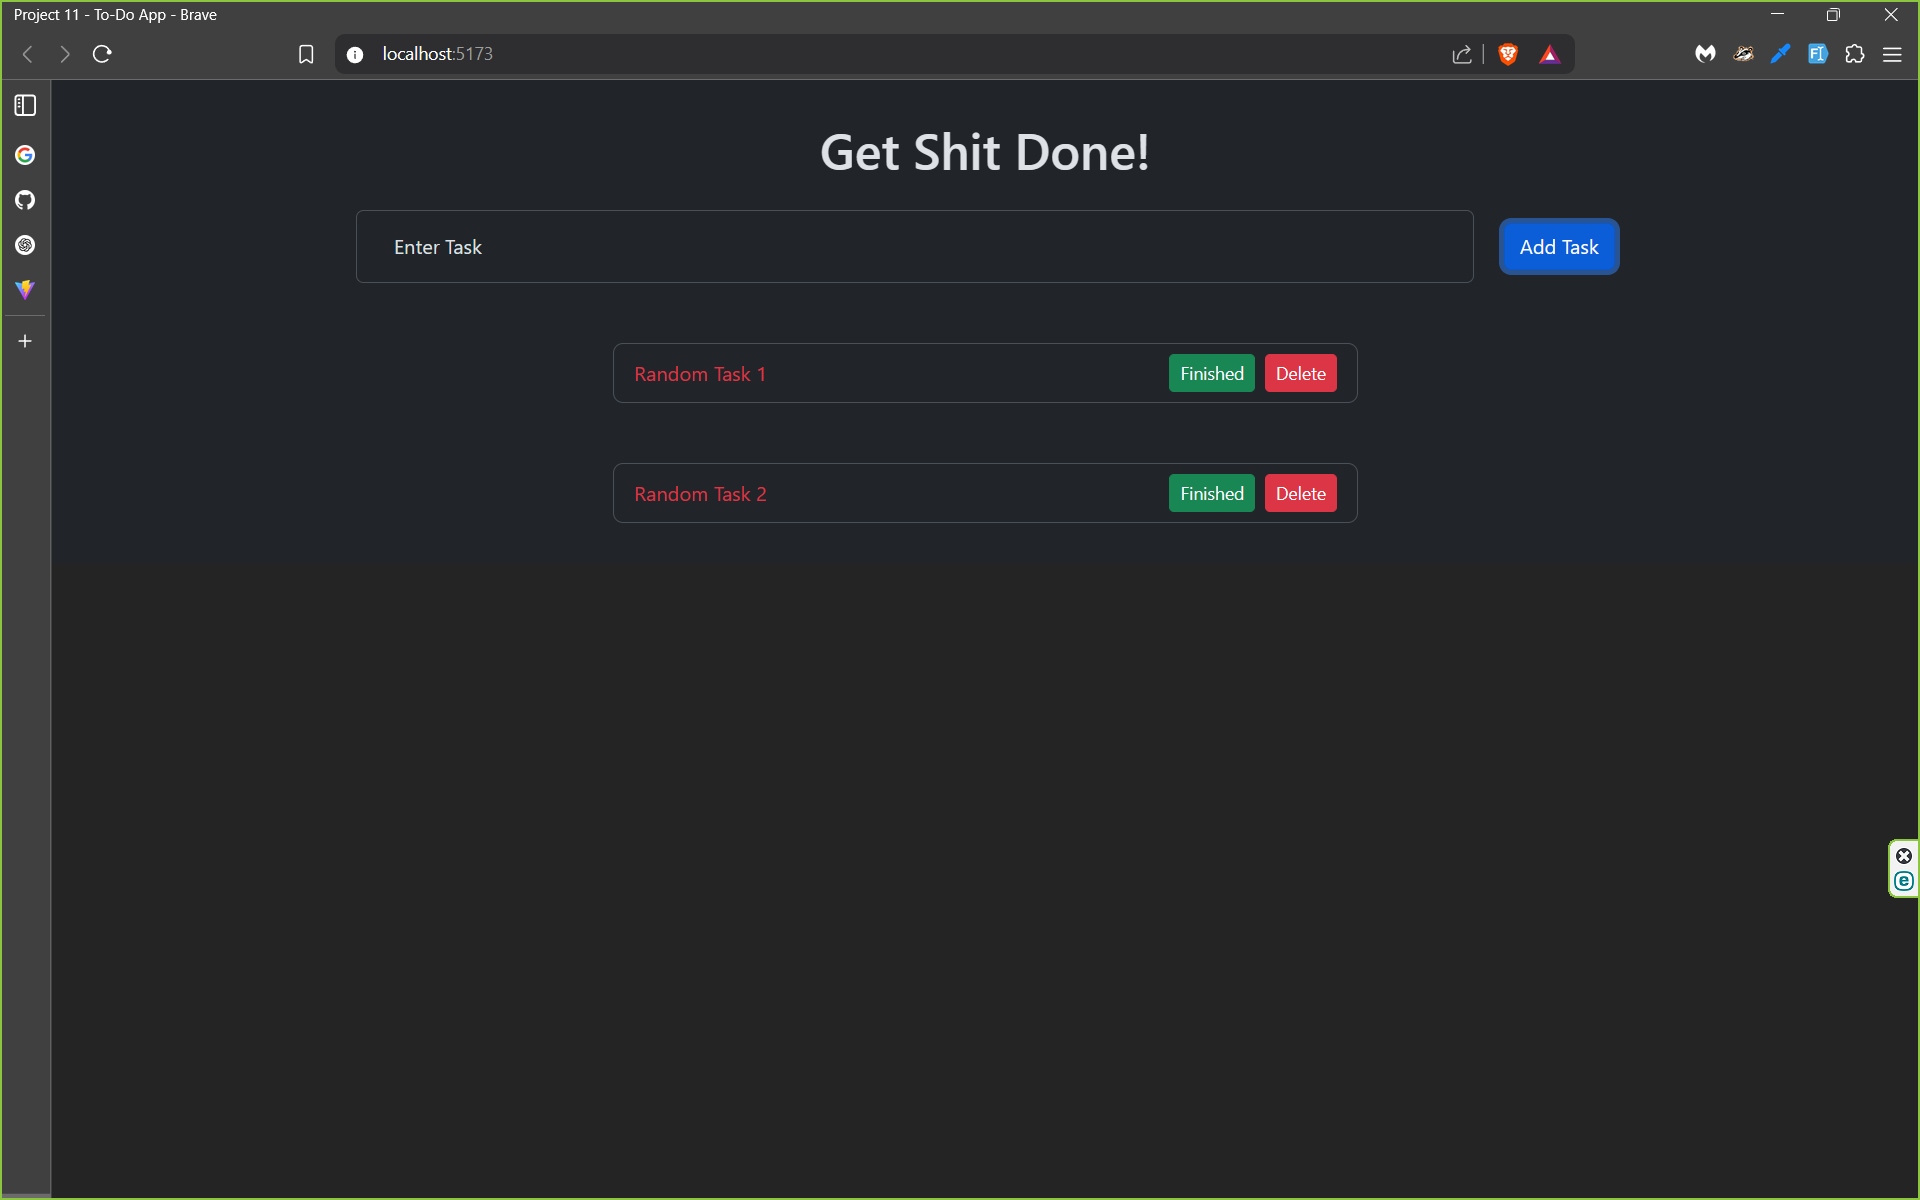 Project 11 - To-Do App - Brave
localhost:5173
Get Shit Done!
Enter Task
Add Task
Random Task 1
Finished
Delete
Random Task 2
Finished
Delete